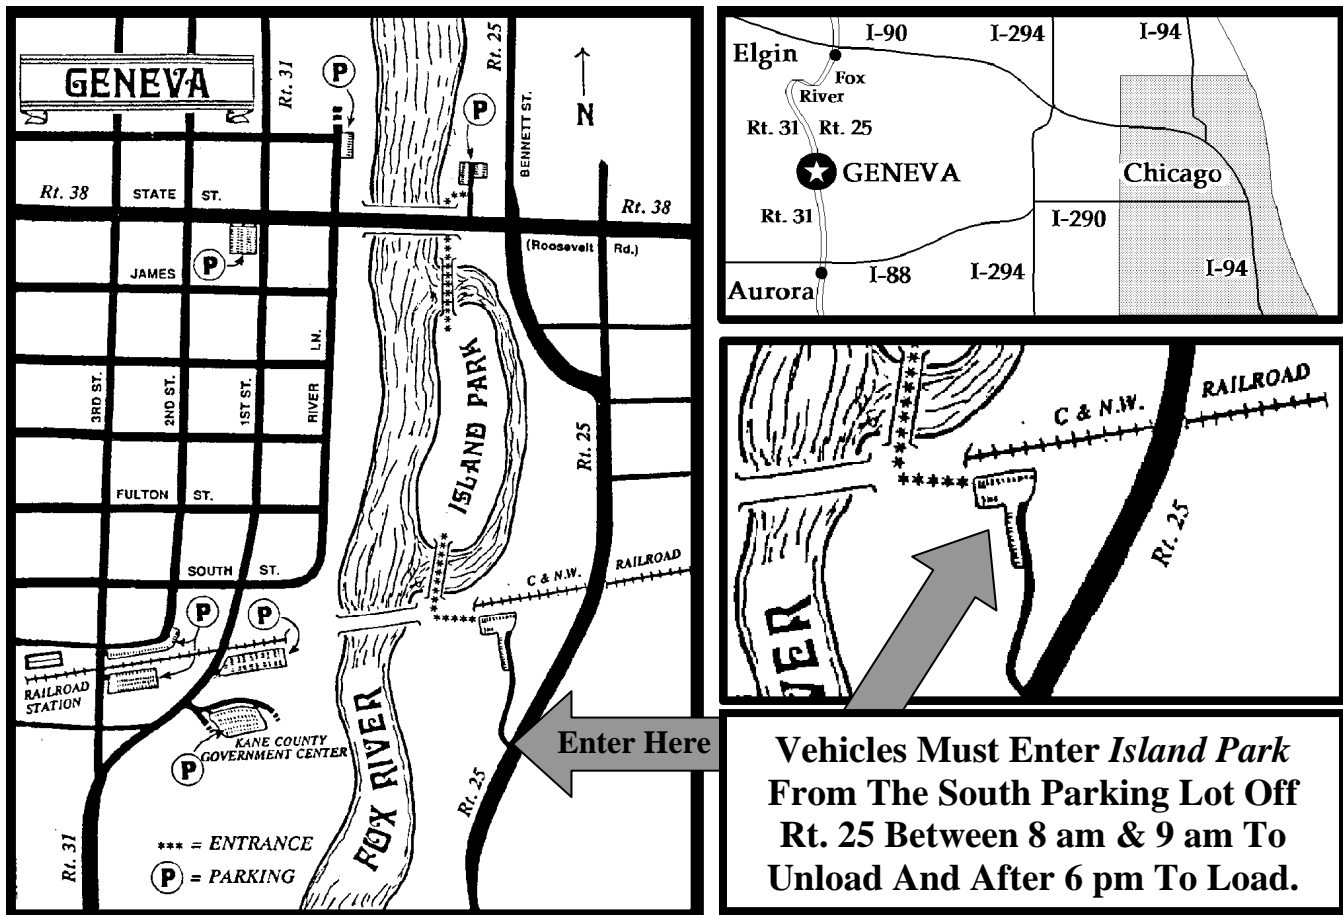 GENEVA
Rt. 31
P
Rt. 25
P
BENNETT ST.
N
Rt. 38
STATE ST.
Rt. 38
(Roosevelt Rd.)
P
JAMES
3RD ST.
2ND ST.
1ST ST.
RIVER LN.
ISLAND PARK
Rt. 25
FULTON ST.
SOUTH ST.
C & N.W. RAILROAD
P
P
RAILROAD
STATION
KANE COUNTY
GOVERNMENT CENTER
P
FOX RIVER
Rt. 25
Enter Here
Rt. 31
*** = ENTRANCE
P = PARKING
I-90
I-294
I-94
Elgin
Fox
River
Rt. 31 Rt. 25
GENEVA
Chicago
Rt. 31
I-290
I-88
I-294
I-94
Aurora
C & N.W. RAILROAD
Rt. 25
VER
Vehicles Must Enter Island Park
From The South Parking Lot Off
Rt. 25 Between 8 am & 9 am To
Unload And After 6 pm To Load.